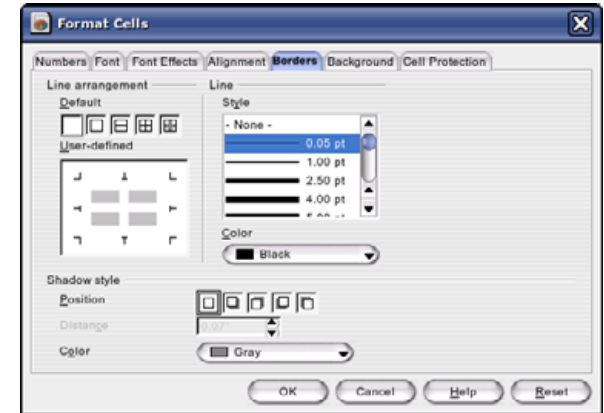 Format Cells
Numbers Font Font Effects Alignment Borders Background Cell Protection
Line arrangement
Default
User-defined
Line
Style
- None -
0.05 pt
1.00 pt
2.50 pt
4.00 pt
Color
Black
Shadow style
Position
Distance
0.07"
Color
Gray
OK Cancel Help Reset